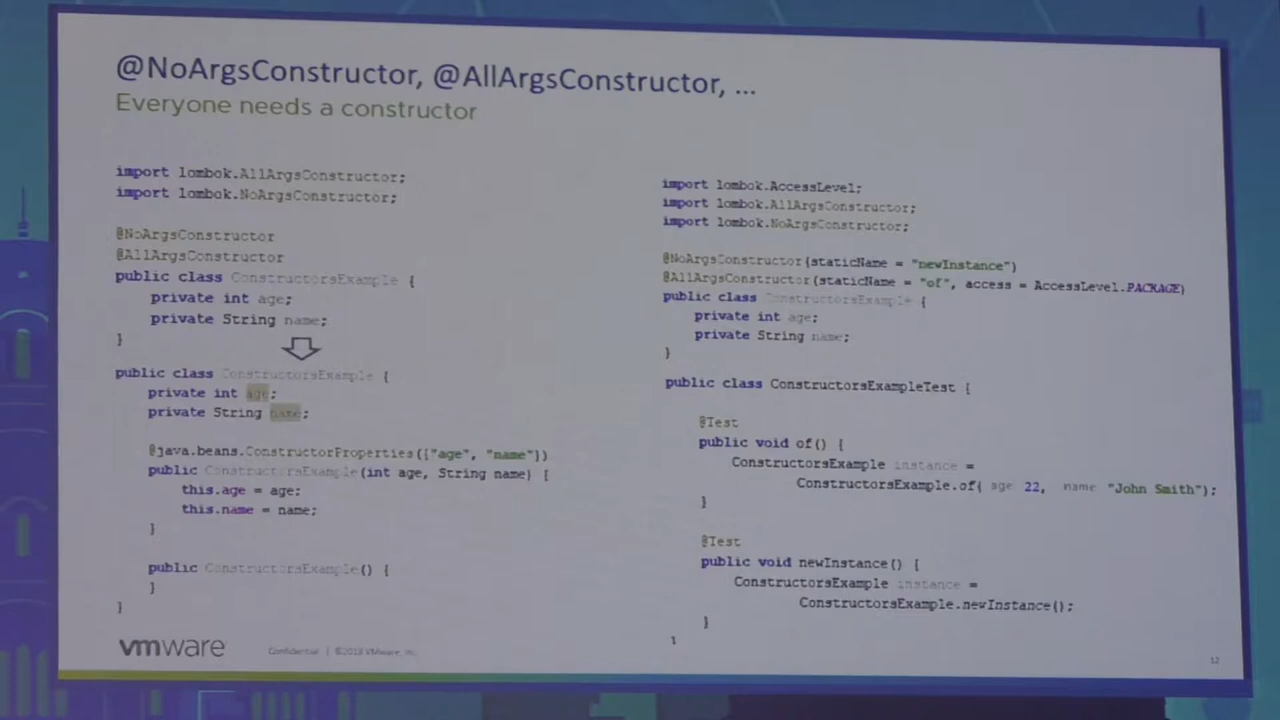 @NoArgsConstructor, @AllArgsConstructor, ...
Everyone needs a constructor
import lombok.AllArgsConstructor;
import lombok.NoArgsConstructor;
@NoArgsConstructor
@AllArgsConstructor
public class ConstructorsExample {
private int age;
private String name;
}
public class ConstructorsExample {
private int age;
private String name;
@java.beans.ConstructorProperties({"age", "name"})
public ConstructorsExample(int age, String name) {
this.age = age;
this.name = name;
}
public ConstructorsExample() {
}
}
import lombok.AccessLevel;
import lombok.AllArgsConstructor;
import lombok.NoArgsConstructor;
@NoArgsConstructor(staticName = "newInstance")
@AllArgsConstructor(staticName = "of", access = AccessLevel.PACKAGE)
public class ConstructorsExample {
private int age;
private String name;
}
public class ConstructorsExampleTest {
@Test
public void of() {
ConstructorsExample instance =
ConstructorsExample.of( age 22, name "John Smith");
}
@Test
public void newInstance() {
ConstructorsExample instance =
ConstructorsExample.newInstance();
}
}
vmware
Confidential | ©2018 VMware, Inc.
12